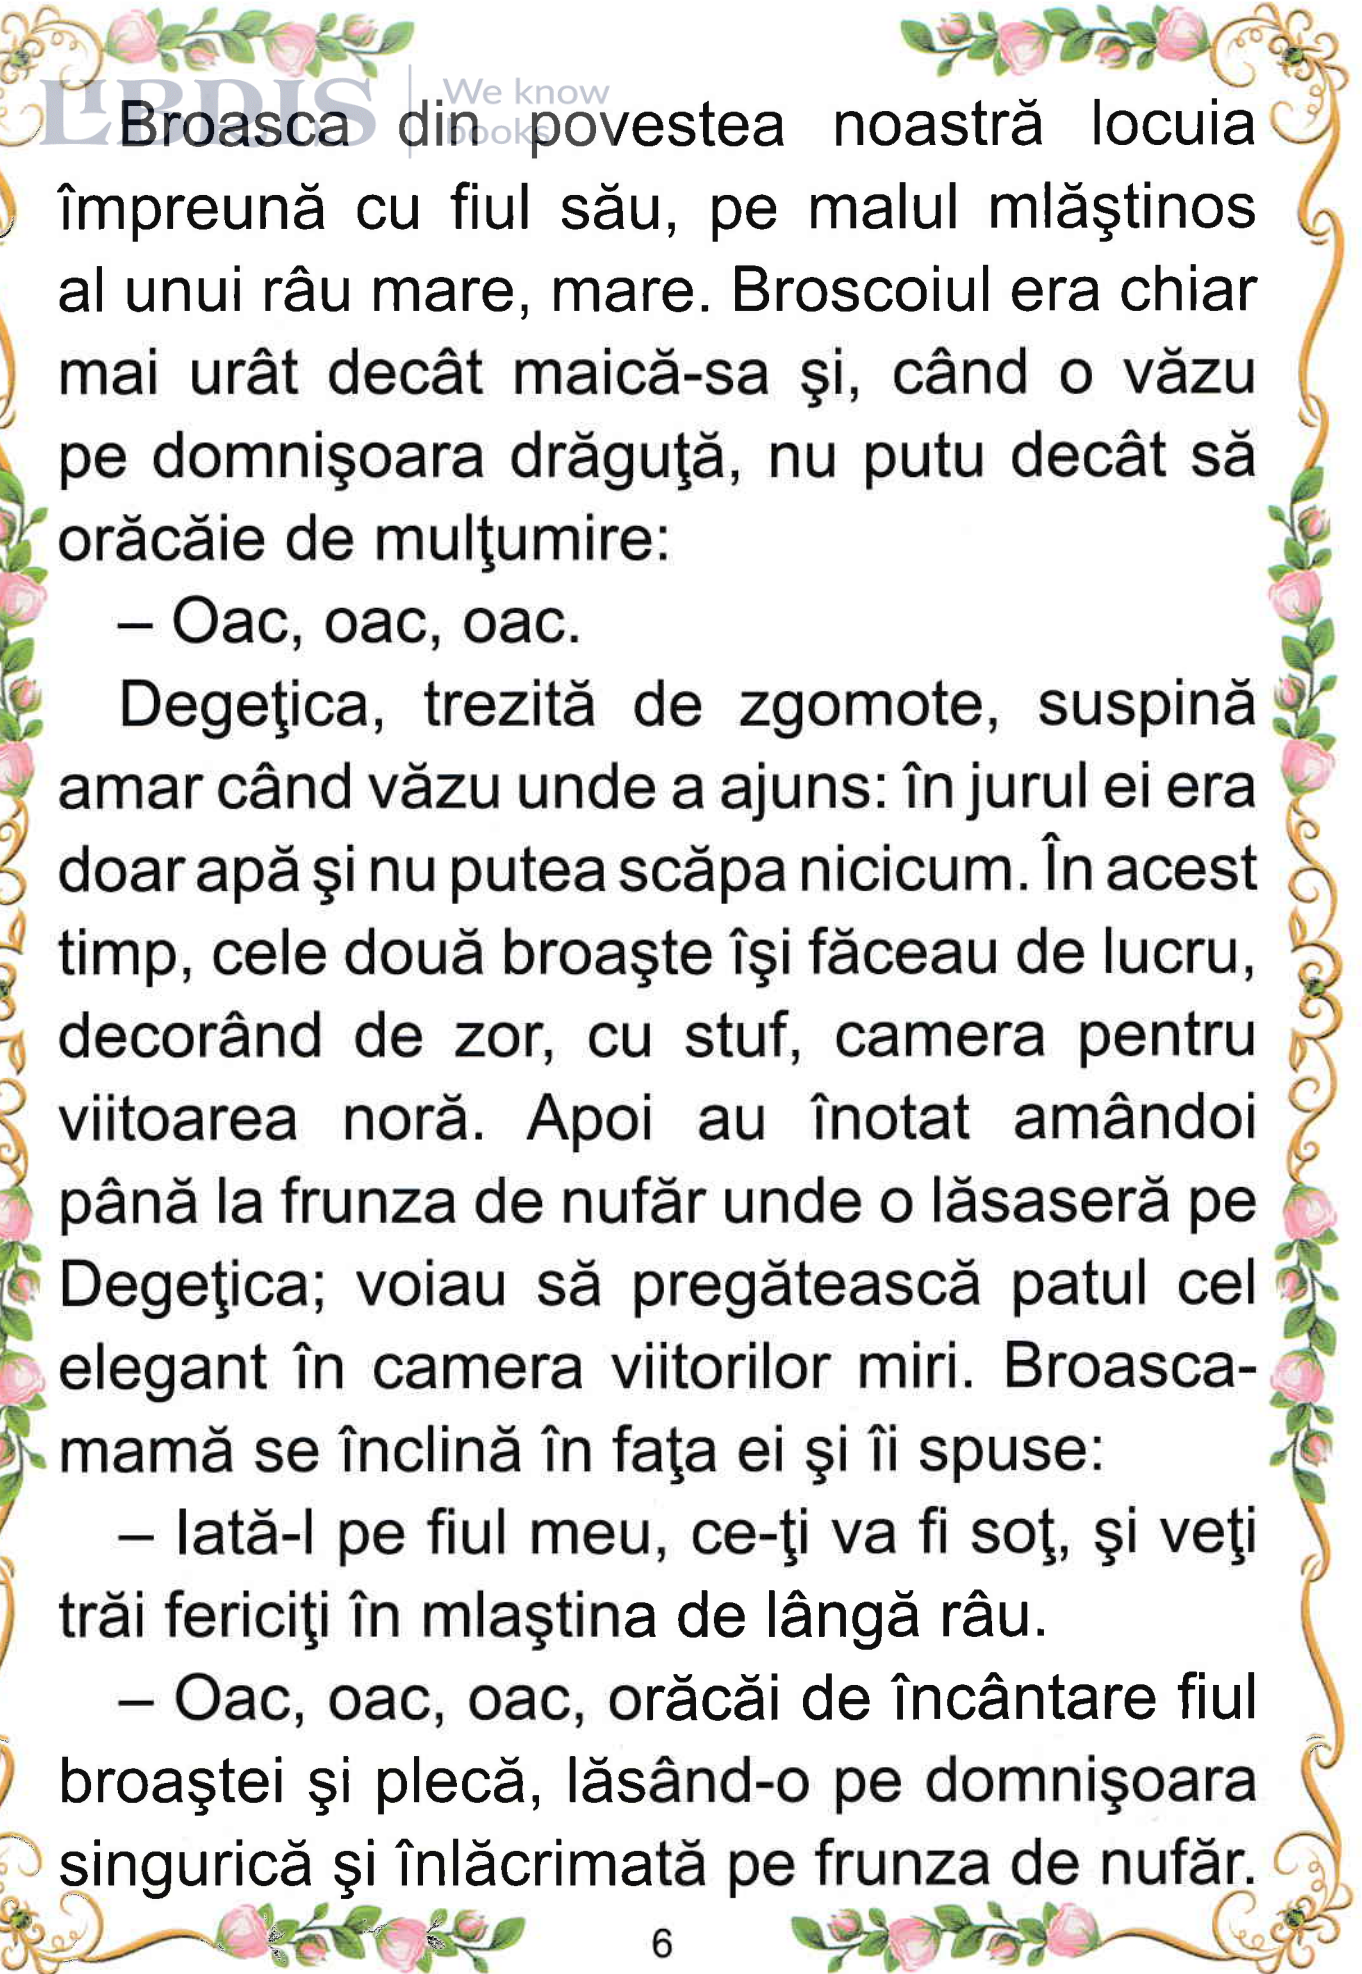 LIBRIS We know
books
Broasca din povestea noastră locuia
împreună cu fiul său, pe malul mlăştinos
al unui râu mare, mare. Broscoiul era chiar
mai urât decât maică-sa şi, când o văzu
pe domnişoara drăguţă, nu putu decât să
orăcăie de mulţumire:
– Oac, oac, oac.
Degeţica, trezită de zgomote, suspină
amar când văzu unde a ajuns: în jurul ei era
doar apă şi nu putea scăpa nicicum. În acest
timp, cele două broaşte îşi făceau de lucru,
decorând de zor, cu stuf, camera pentru
viitoarea noră. Apoi au înotat amândoi
până la frunza de nufăr unde o lăsaseră pe
Degeţica; voiau să pregătească patul cel
elegant în camera viitorilor miri. Broasca-
mamă se înclină în faţa ei şi îi spuse:
– Iată-l pe fiul meu, ce-ţi va fi soţ, şi veţi
trăi fericiţi în mlaştina de lângă râu.
– Oac, oac, oac, orăcăi de încântare fiul
broaştei şi plecă, lăsând-o pe domnişoara
singurică şi înlăcrimată pe frunza de nufăr.
6